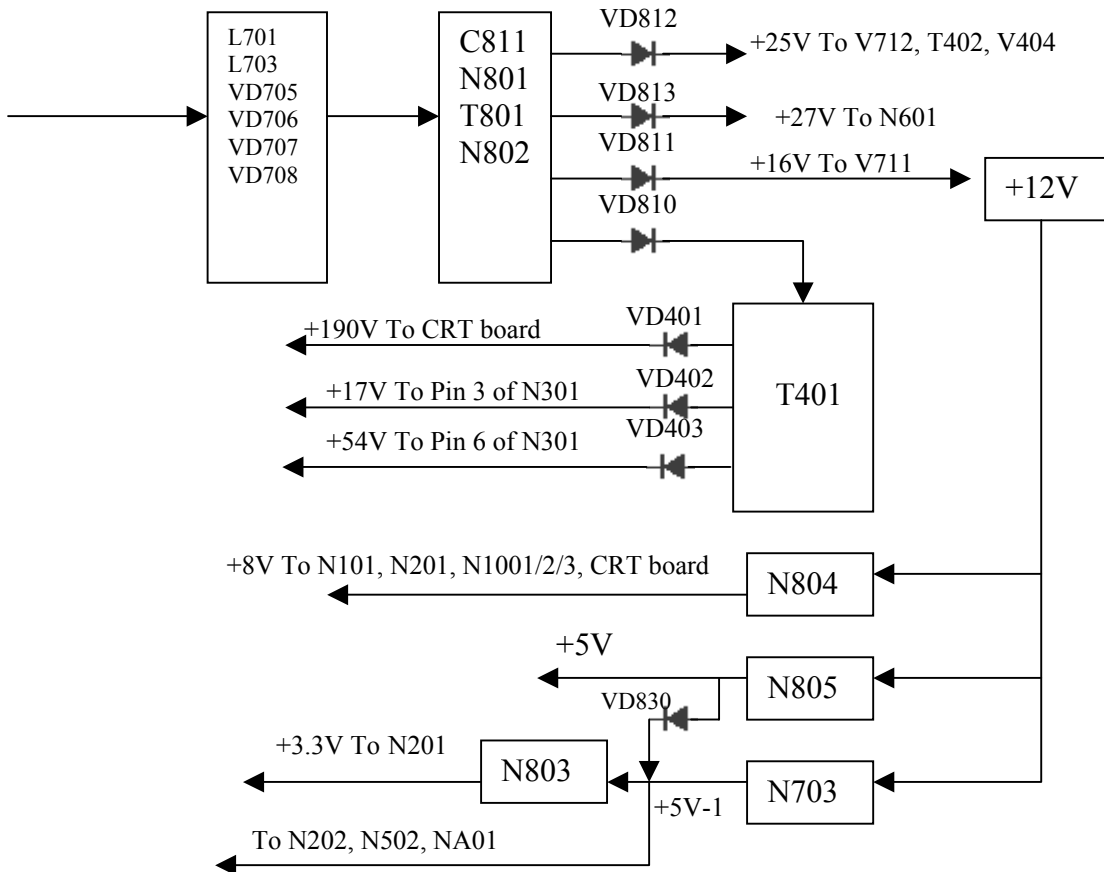 L701
L703
VD705
VD706
VD707
VD708
C811
N801
T801
N802
VD812
+25V To V712, T402, V404
VD813
+27V To N601
VD811
+16V To V711
+12V
VD810
+190V To CRT board
VD401
+17V To Pin 3 of N301
VD402
+54V To Pin 6 of N301
VD403
T401
+8V To N101, N201, N1001/2/3, CRT board
N804
+5V
N805
VD830
+3.3V To N201
N803
+5V-1
N703
To N202, N502, NA01